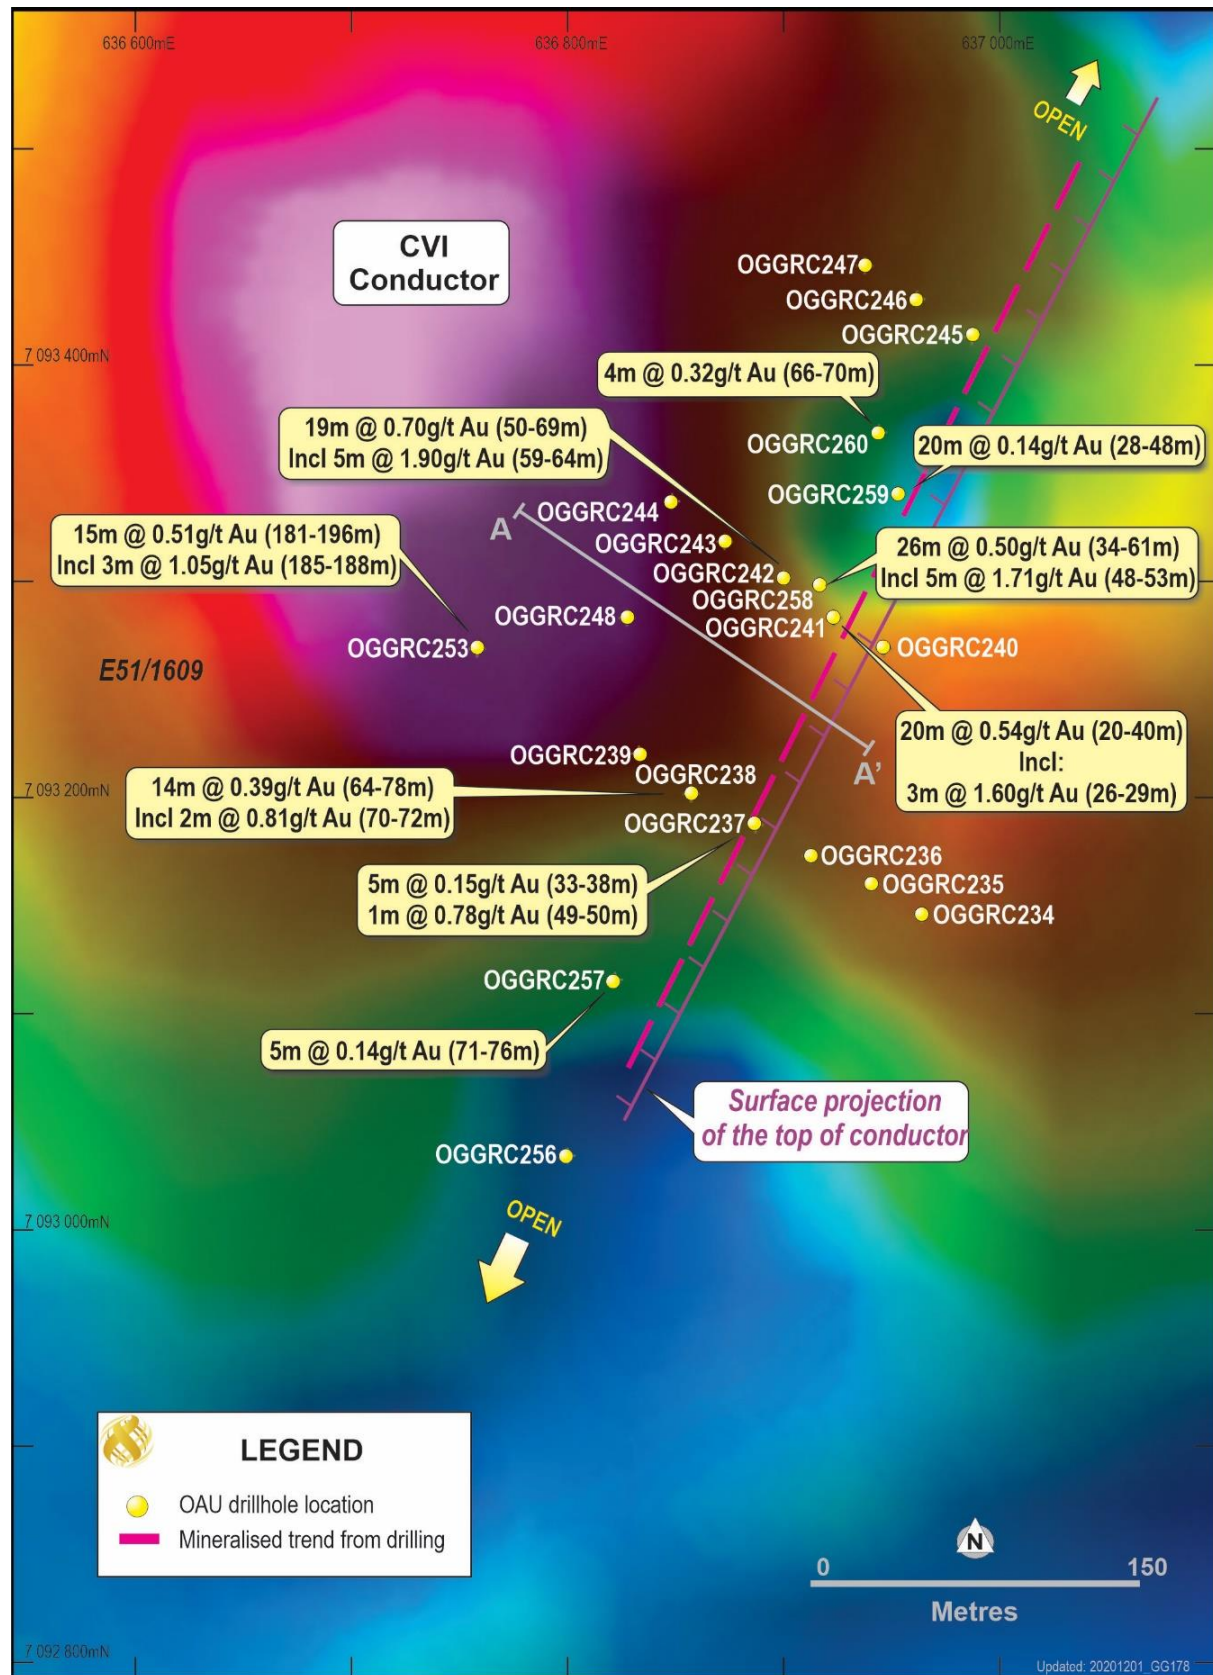 636 600mE
636 800mE
637 000mE
OPEN
CVI
Conductor
OGGRC247
OGGRC246
OGGRC245
7 093 400mN
4m @ 0.32g/t Au (66-70m)
19m @ 0.70g/t Au (50-69m)
Incl 5m @ 1.90g/t Au (59-64m)
OGGRC260
20m @ 0.14g/t Au (28-48m)
OGGRC259
OGGRC244
A
15m @ 0.51g/t Au (181-196m)
Incl 3m @ 1.05g/t Au (185-188m)
OGGRC243
26m @ 0.50g/t Au (34-61m)
Incl 5m @ 1.71g/t Au (48-53m)
OGGRC242
OGGRC258
OGGRC248
OGGRC241
OGGRC253
OGGRC240
E51/1609
20m @ 0.54g/t Au (20-40m)
Incl:
3m @ 1.60g/t Au (26-29m)
OGGRC239
A'
OGGRC238
7 093 200mN
14m @ 0.39g/t Au (64-78m)
Incl 2m @ 0.81g/t Au (70-72m)
OGGRC237
OGGRC236
5m @ 0.15g/t Au (33-38m)
1m @ 0.78g/t Au (49-50m)
OGGRC235
OGGRC234
OGGRC257
5m @ 0.14g/t Au (71-76m)
Surface projection
of the top of conductor
OGGRC256
OPEN
7 093 000mN
LEGEND
OAU drillhole location
Mineralised trend from drilling
N
0 150
Metres
7 092 800mN
Updated: 20201201_GG178